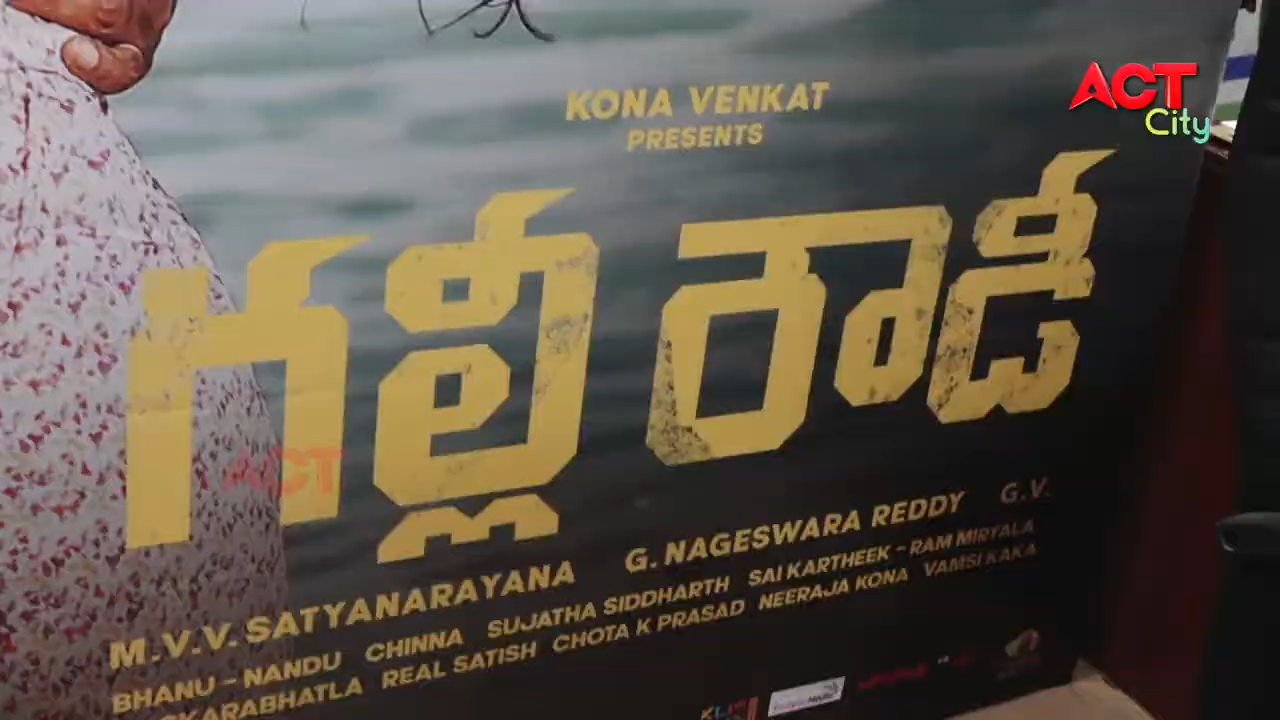 ACT
City
KONA VENKAT
PRESENTS
గల్లీ రౌడీ
ACT
M.V.V. SATYANARAYANA G. NAGESWARA REDDY G.V.
BHANU - NANDU CHINNA SUJATHA SIDDHARTH SAI KARTHEEK - RAM MIRYALA
REAL SATISH CHOTA K PRASAD NEERAJA KONA VAMSI KAKA